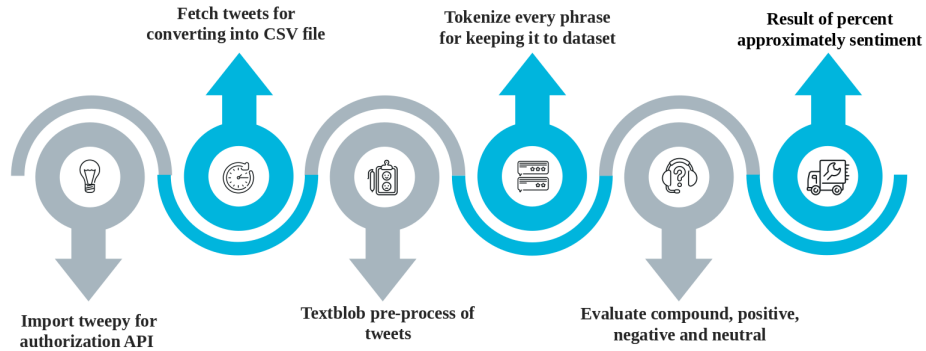 Fetch tweets for
converting into CSV file
Tokenize every phrase
for keeping it to dataset
Result of percent
approximately sentiment
Import tweepy for
authorization API
Textblob pre-process of
tweets
Evaluate compound, positive,
negative and neutral